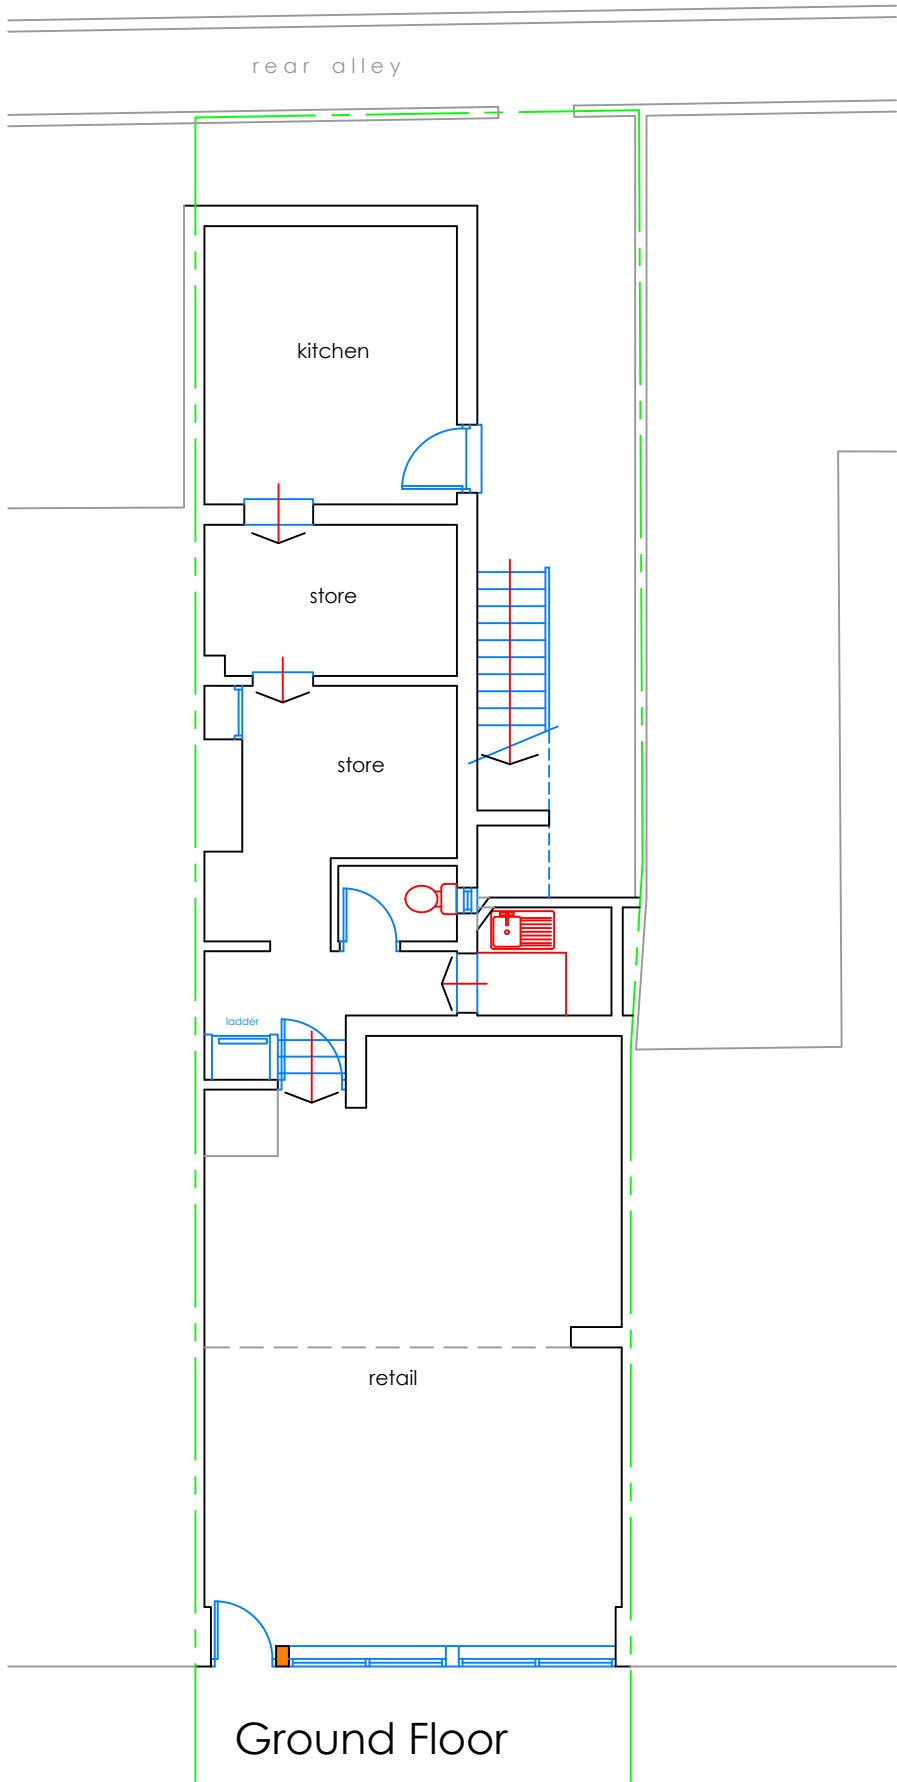 rear alley
kitchen
store
store
ladder
retail
Ground Floor